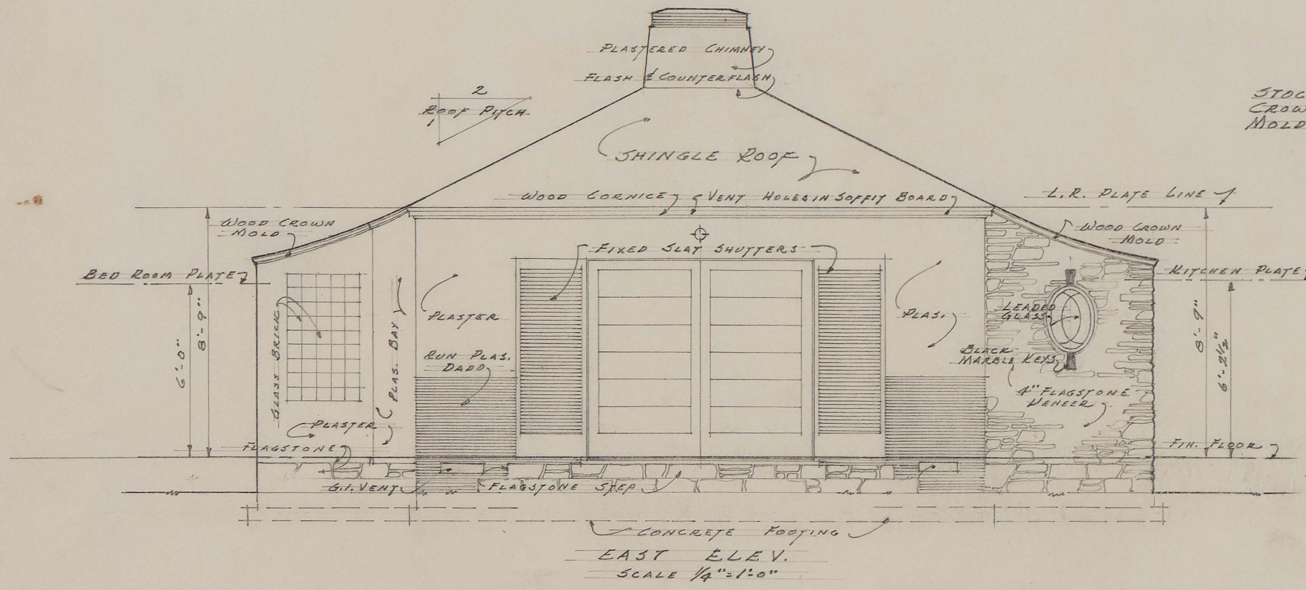 PLASTERED CHIMNEY
FLASH & COUNTERFLASH
2
ROOF PITCH
1
STOC
CROW
MOLD
SHINGLE ROOF
WOOD CORNICE
VENT HOLES IN SOFFIT BOARD
L.R. PLATE LINE
WOOD CROWN
MOLD
WOOD CROWN
MOLD
FIXED SLAT SHUTTERS
BED ROOM PLATE
KITCHEN PLATE
6'-0"
8'-9"
GLASS BRICK
PLAS. BAY
PLASTER
PLAS.
LEADED
GLASS
RUN PLAS.
DADO
BLACK
MARBLE KEYS
4" FLAGSTONE
VENEER
8'-9"
6'-2 1/2"
PLASTER
FLAGSTONE
FIN. FLOOR
G.I. VENT
FLAGSTONE STEP
CONCRETE FOOTING
EAST ELEV.
SCALE 1/4"=1'-0"